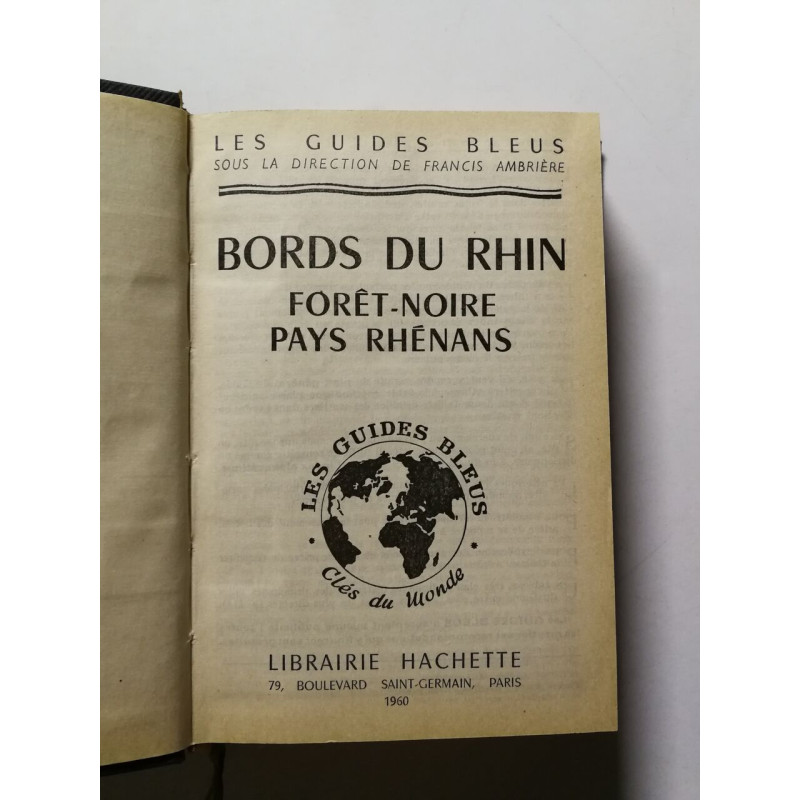 LES GUIDES BLEUS
SOUS LA DIRECTION DE FRANCIS AMBRIÈRE
BORDS DU RHIN
FORÊT-NOIRE
PAYS RHÉNANS
LES GUIDES BLEUS
Clés du Monde
LIBRAIRIE HACHETTE
79, BOULEVARD SAINT-GERMAIN, PARIS
1960